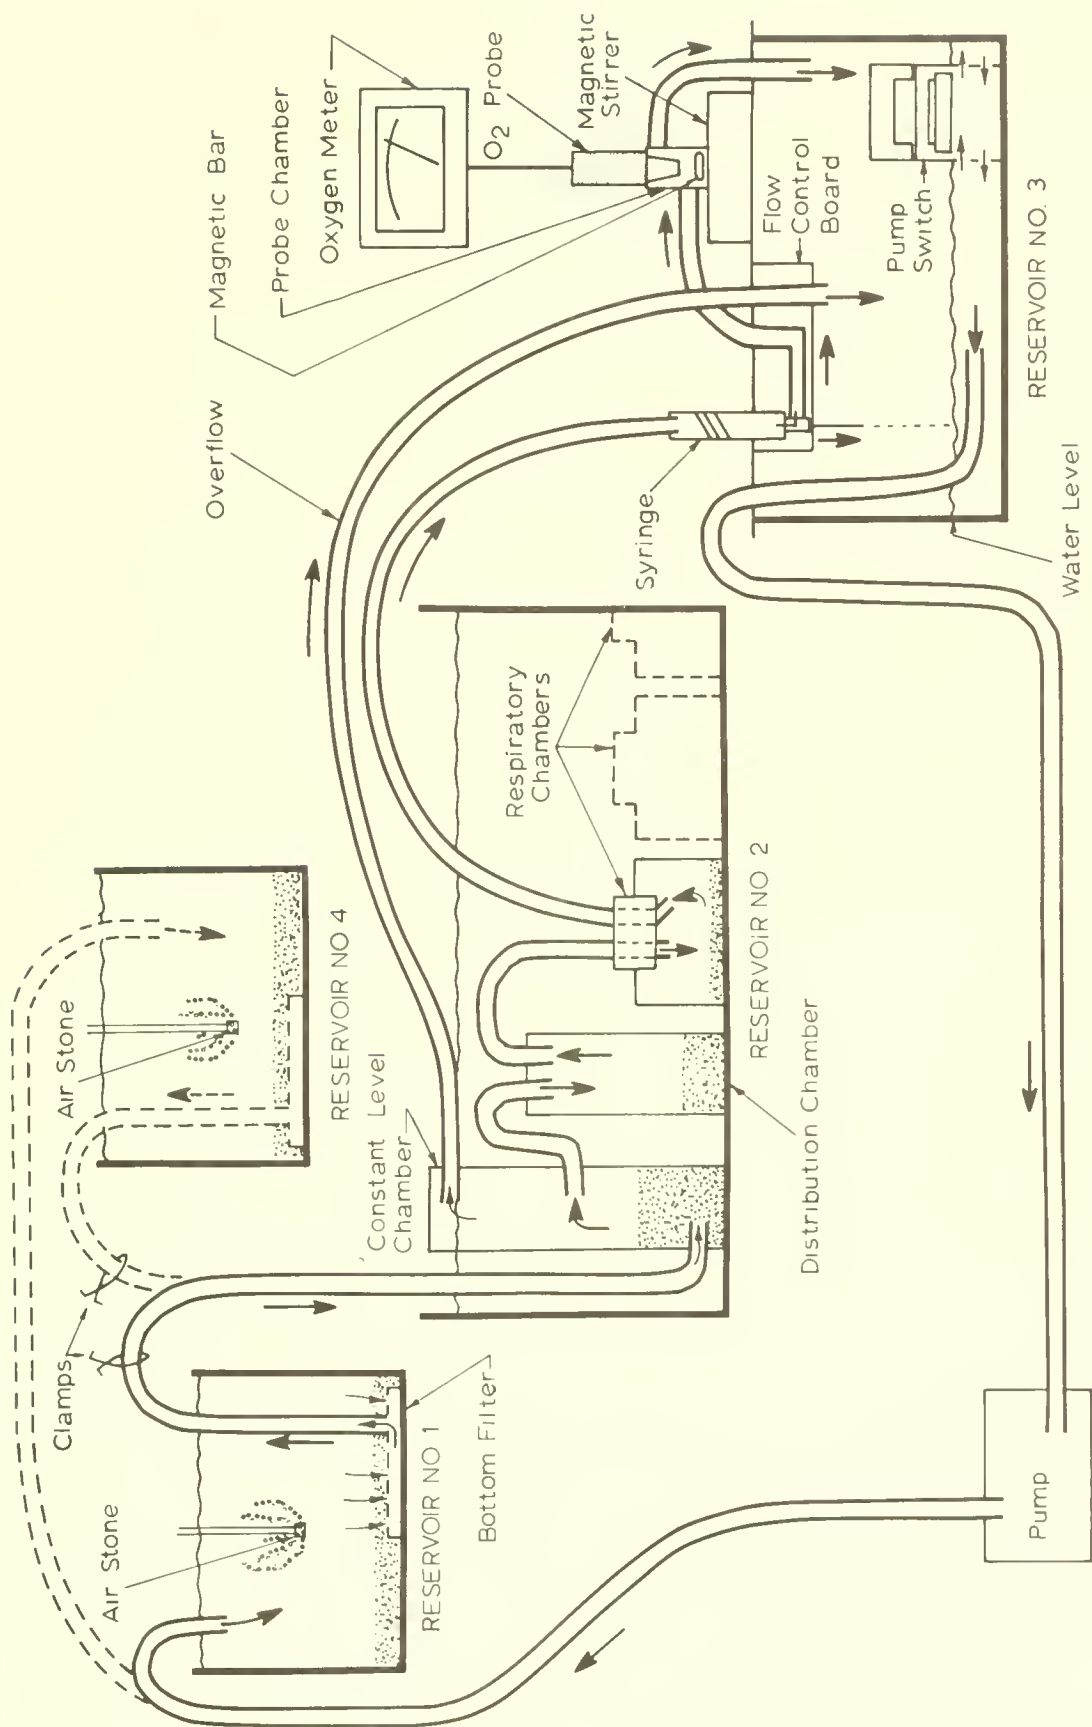 Air Stone
RESERVOIR NO 1
Bottom Filter
Clamps
Air Stone
RESERVOIR NO 4
Constant Level
Chamber
Distribution Chamber
RESERVOIR NO 2
Respiratory
Chambers
Overflow
Magnetic Bar
Probe Chamber
Oxygen Meter
O2 Probe
Magnetic
Stirrer
Syringe
Flow
Control
Board
Pump
Switch
RESERVOIR NO. 3
Water Level
Pump